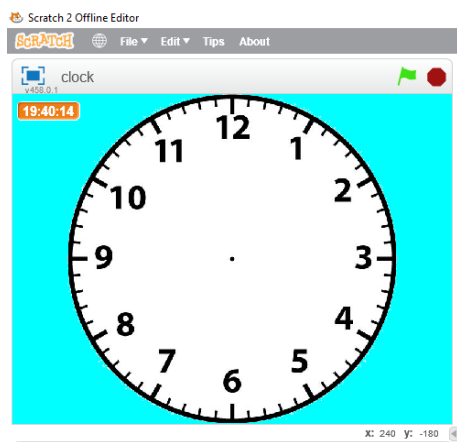 Scratch 2 Offline Editor
SCRATCH File Edit Tips About
clock
v458.0.1
19:40:14
12
11 1
10 2
9 3
8 4
7 5
6
X: 240 y: -180